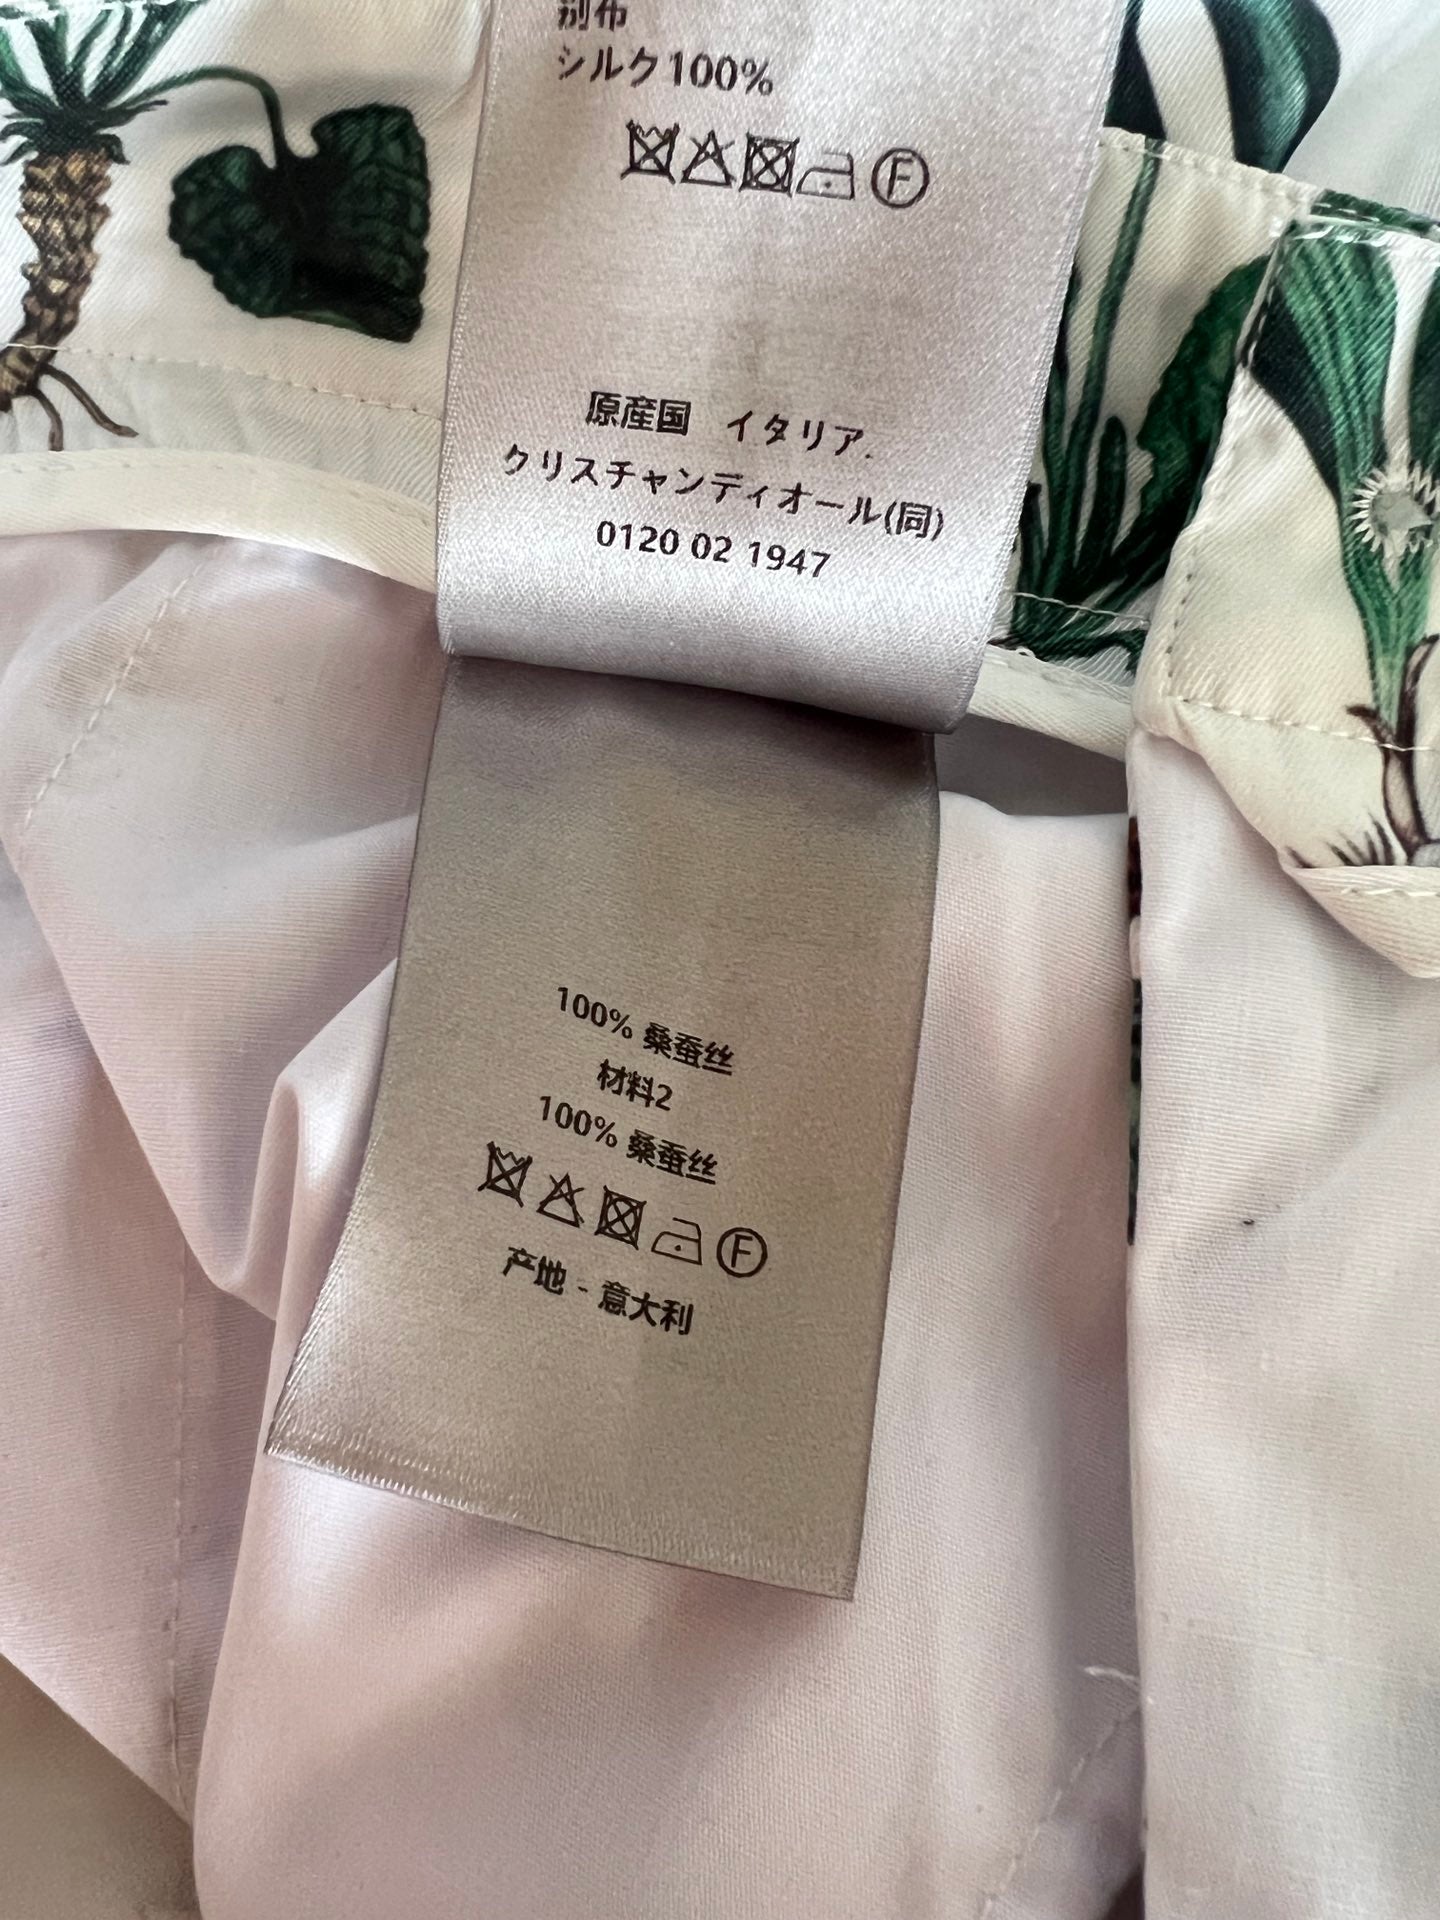 別布
シルク100%
F
原産国 イタリア.
クリスチャンディオール(同)
0120 02 1947
100% 桑蚕丝
材料2
100% 桑蚕丝
F
产地 - 意大利